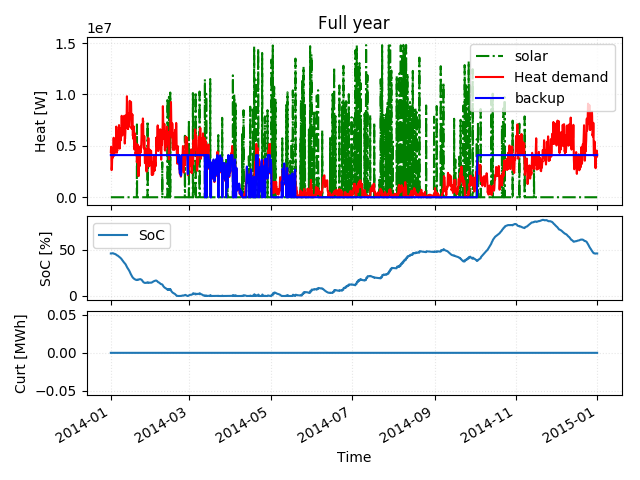 Full year
1e7
1.5
1.0
0.5
0.0
Heat [W]
solar
Heat demand
backup
50
0
SoC [%]
SoC
0.05
0.00
−0.05
Curt [MWh]
2014-01
2014-03
2014-05
2014-07
2014-09
2014-11
2015-01
Time